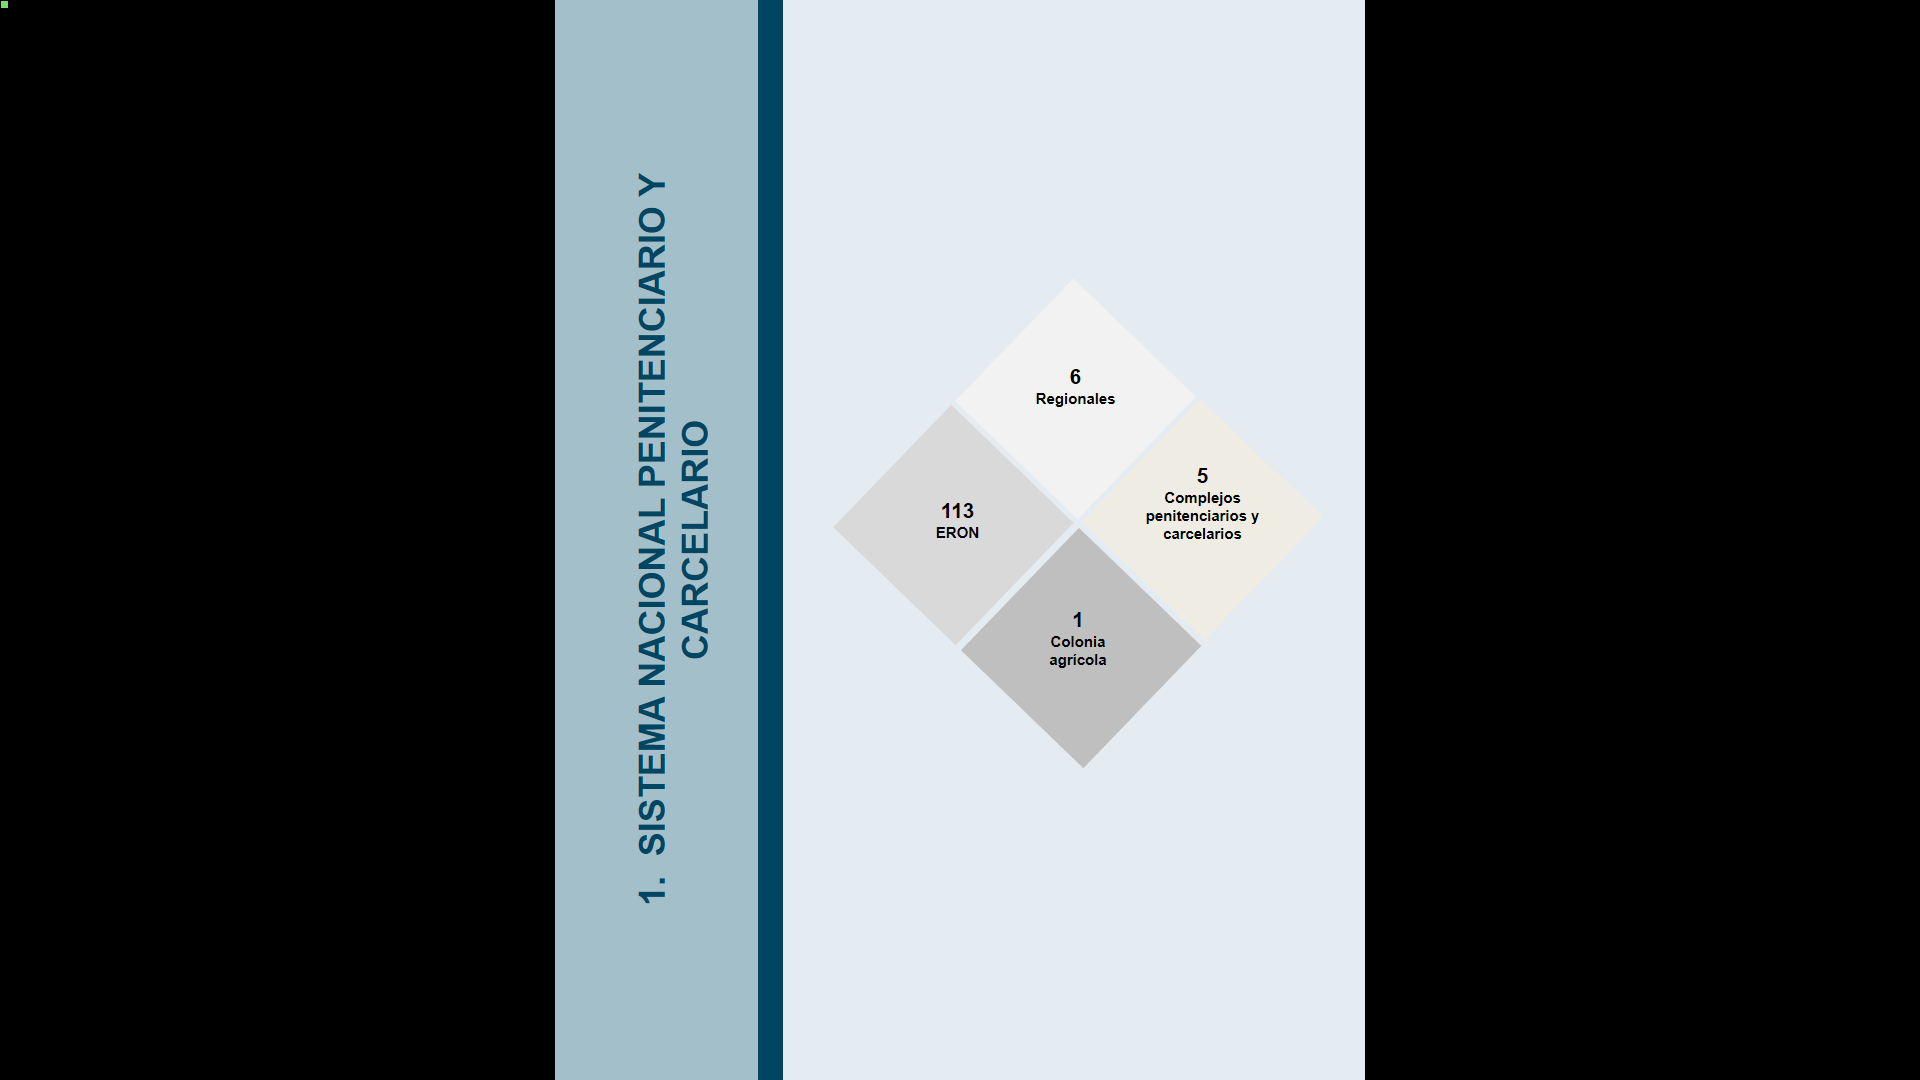 1. SISTEMA NACIONAL PENITENCIARIO Y
CARCELARIO
6
Regionales
113
ERON
5
Complejos
penitenciarios y
carcelarios
1
Colonia
agrícola